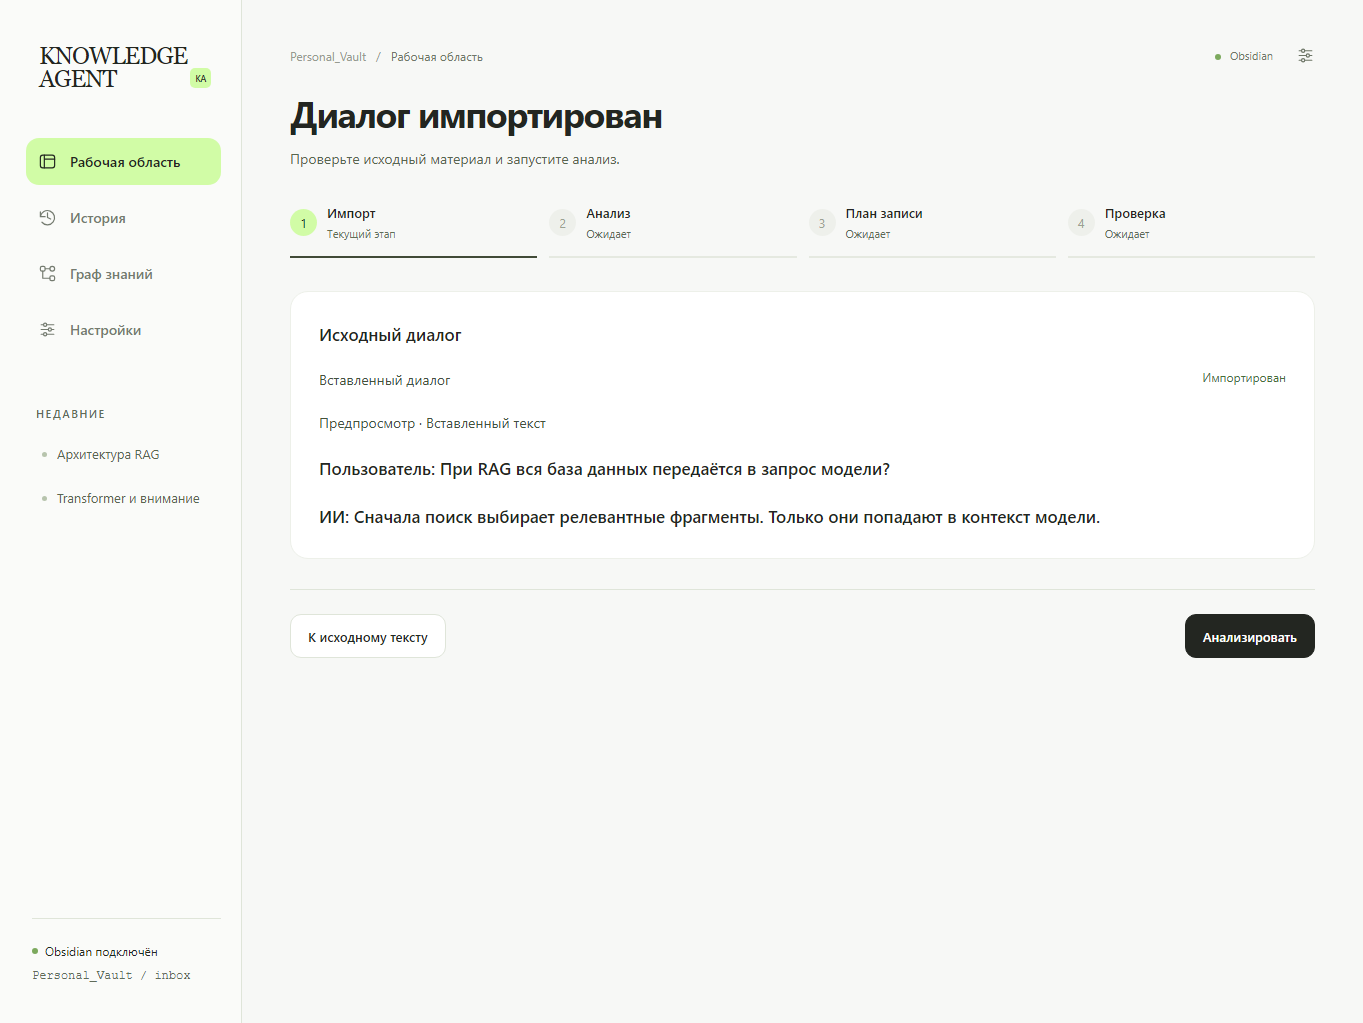 KNOWLEDGE
AGENT
KA
Рабочая область
История
Граф знаний
Настройки
НЕДАВНИЕ
Архитектура RAG
Transformer и внимание
Obsidian подключён
Personal_Vault / inbox
Personal_Vault / Рабочая область
Obsidian
Диалог импортирован
Проверьте исходный материал и запустите анализ.
1
Импорт
Текущий этап
2
Анализ
Ожидает
3
План записи
Ожидает
4
Проверка
Ожидает
Исходный диалог
Вставленный диалог
Импортирован
Предпросмотр · Вставленный текст
Пользователь: При RAG вся база данных передаётся в запрос модели?
ИИ: Сначала поиск выбирает релевантные фрагменты. Только они попадают в контекст модели.
К исходному тексту
Анализировать